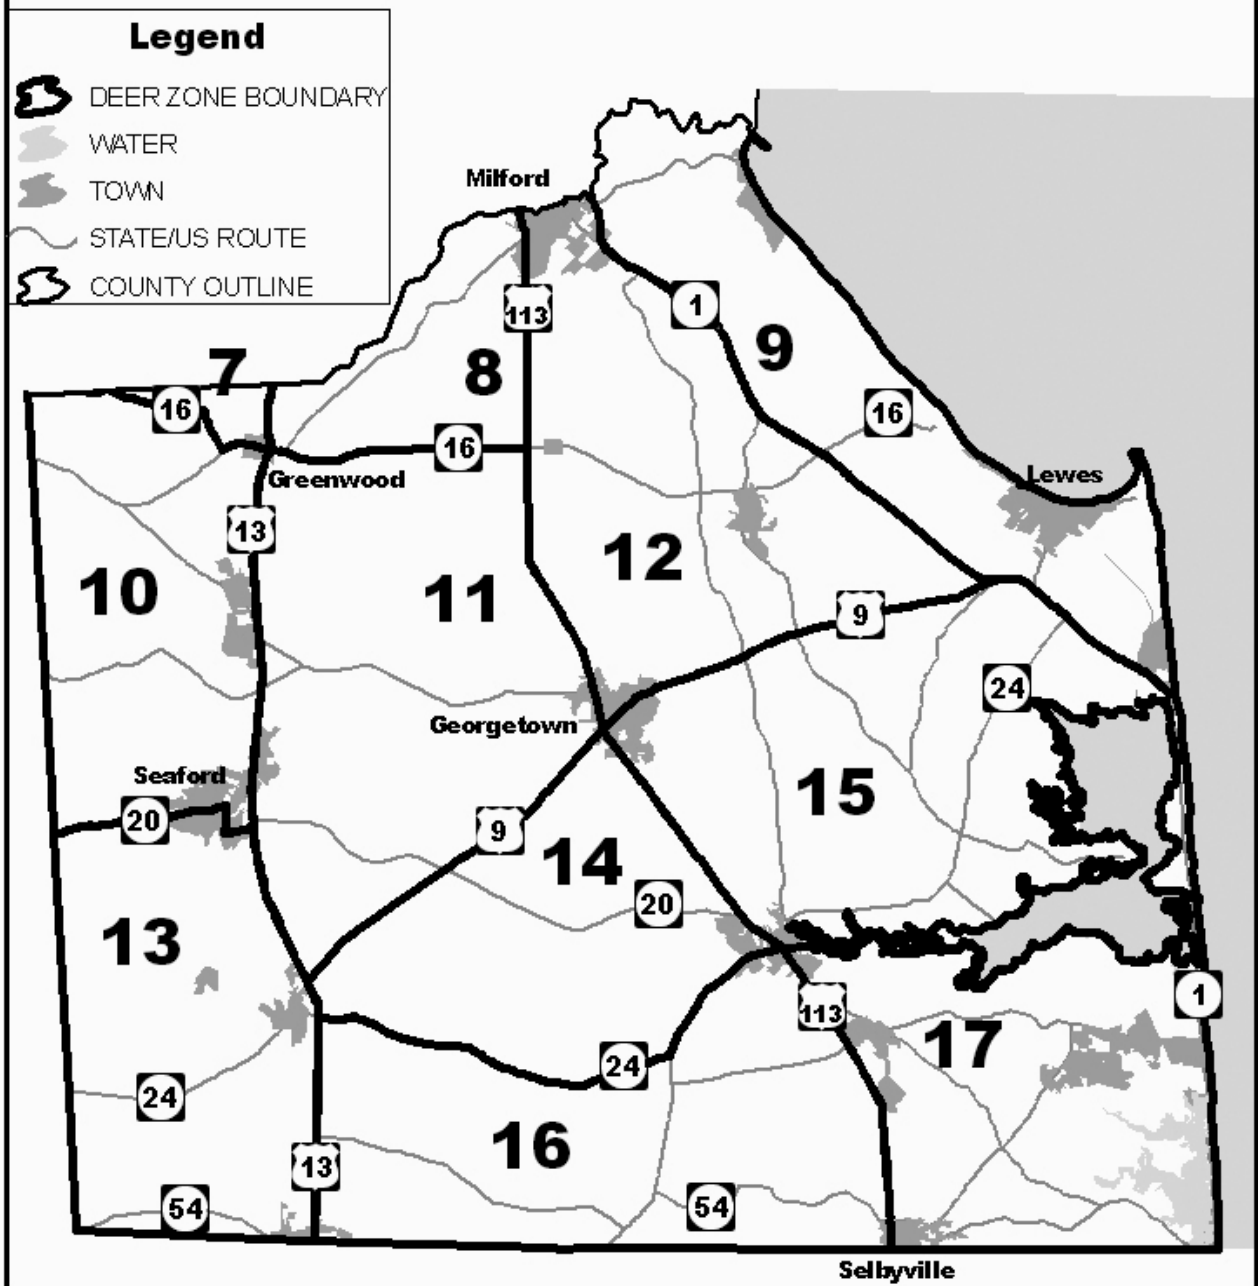 Legend
DEER ZONE BOUNDARY
WATER
TOWN
STATE/US ROUTE
COUNTY OUTLINE
Milford
113
1
7
8
9
16
16
16
Greenwood
Lewes
13
10
11
12
9
24
Georgetown
Seaford
20
15
9
14
20
13
1
113
17
24
24
16
13
54
54
Selbyville